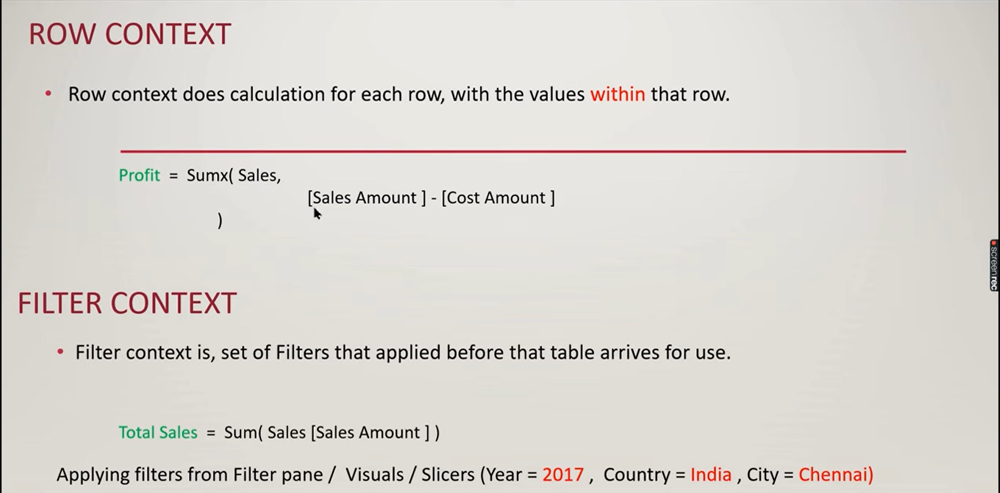 ROW CONTEXT
• Row context does calculation for each row, with the values within that row.
Profit = Sumx( Sales,
[Sales Amount ] - [Cost Amount ]
)
screenrec
FILTER CONTEXT
• Filter context is, set of Filters that applied before that table arrives for use.
Total Sales = Sum( Sales [Sales Amount ] )
Applying filters from Filter pane / Visuals / Slicers (Year = 2017 , Country = India , City = Chennai)